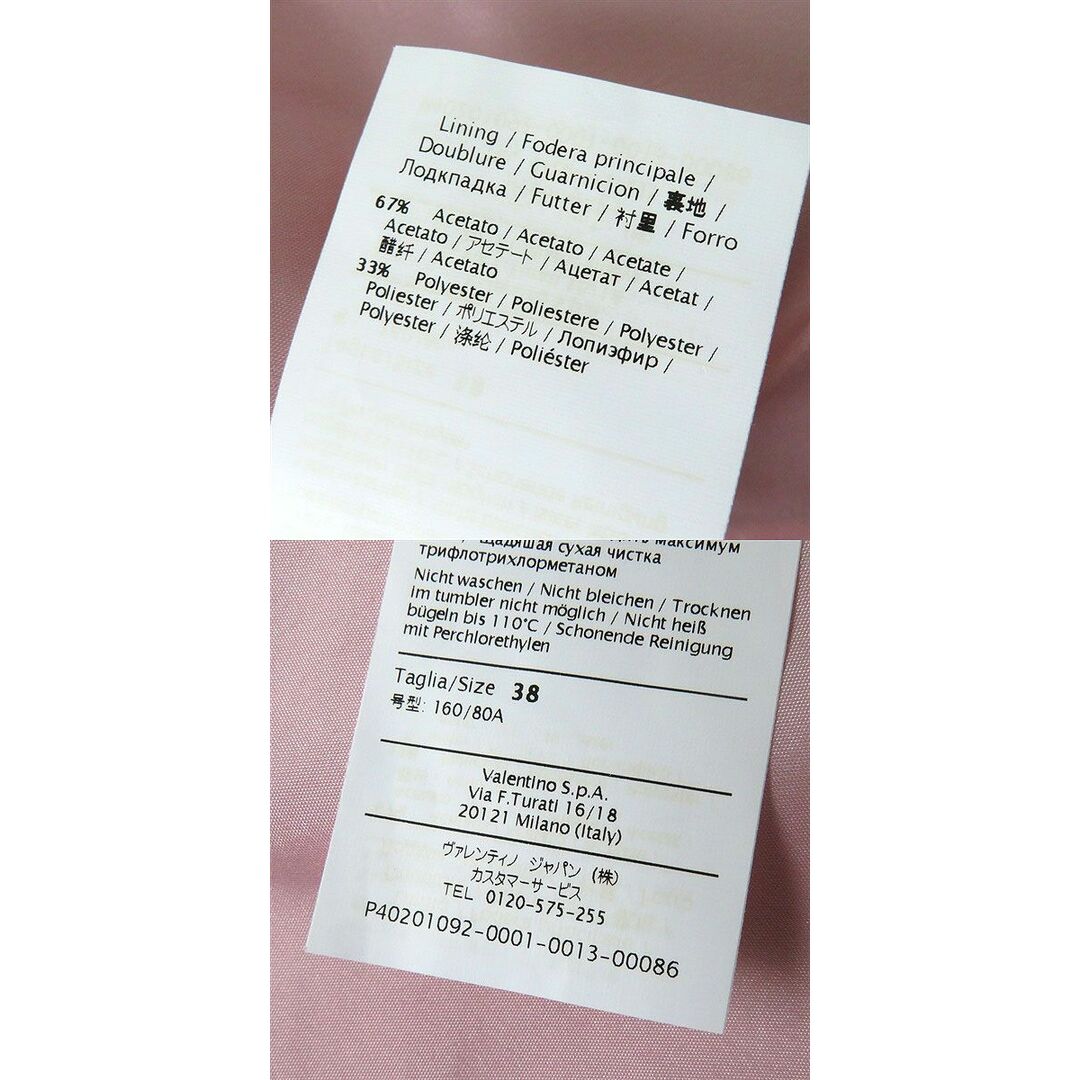 Lining / Fodera principale /
Doublure / Guarnicion / 裏地 /
Лодкпадка / Futter / 衬里 / Forro
67% Acetato / Acetato / Acetate /
Acetato / アセテート / Ацетат / Acetat /
醋纤 / Acetato
33% Polyester / Poliestere / Polyester /
Poliester / ポリエステル / Лопиэфир /
Polyester / 涤纶 / Poliéster
максимум
сухая чистка
трифлотрихлорметаном
Nicht waschen / Nicht bleichen / Trocknen
im tumbler nicht möglich / Nicht heiß
bügeln bis 110°C / Schonende Reinigung
mit Perchlorethylen
Taglia/Size 38
号型: 160/80A
Valentino S.p.A.
Via F.Turati 16/18
20121 Milano (Italy)
ヴァレンティノ ジャパン (株)
カスタマーサービス
TEL 0120-575-255
P40201092-0001-0013-00086